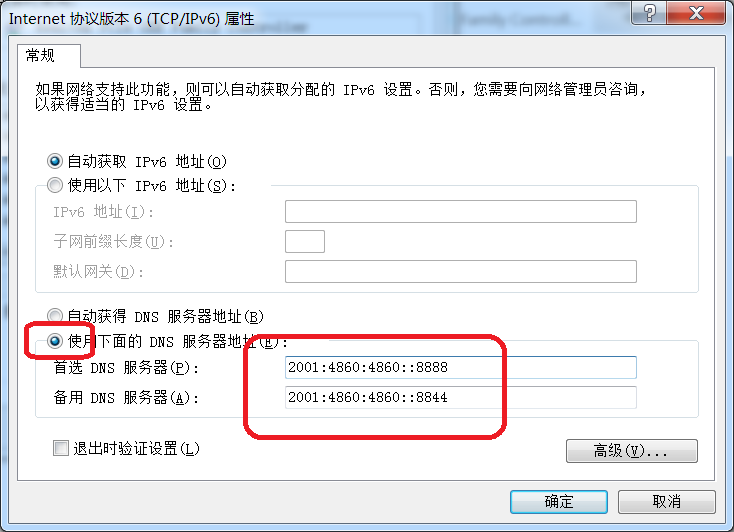 Internet 协议版本 6 (TCP/IPv6) 属性
常规
如果网络支持此功能，则可以自动获取分配的 IPv6 设置。否则，您需要向网络管理员咨询，
以获得适当的 IPv6 设置。
自动获取 IPv6 地址(O)
使用以下 IPv6 地址(S):
IPv6 地址(I):
子网前缀长度(U):
默认网关(D):
自动获得 DNS 服务器地址(B)
使用下面的 DNS 服务器地址(E):
首选 DNS 服务器(P):
2001:4860:4860::8888
备用 DNS 服务器(A):
2001:4860:4860::8844
退出时验证设置(L)
高级(V)...
确定
取消